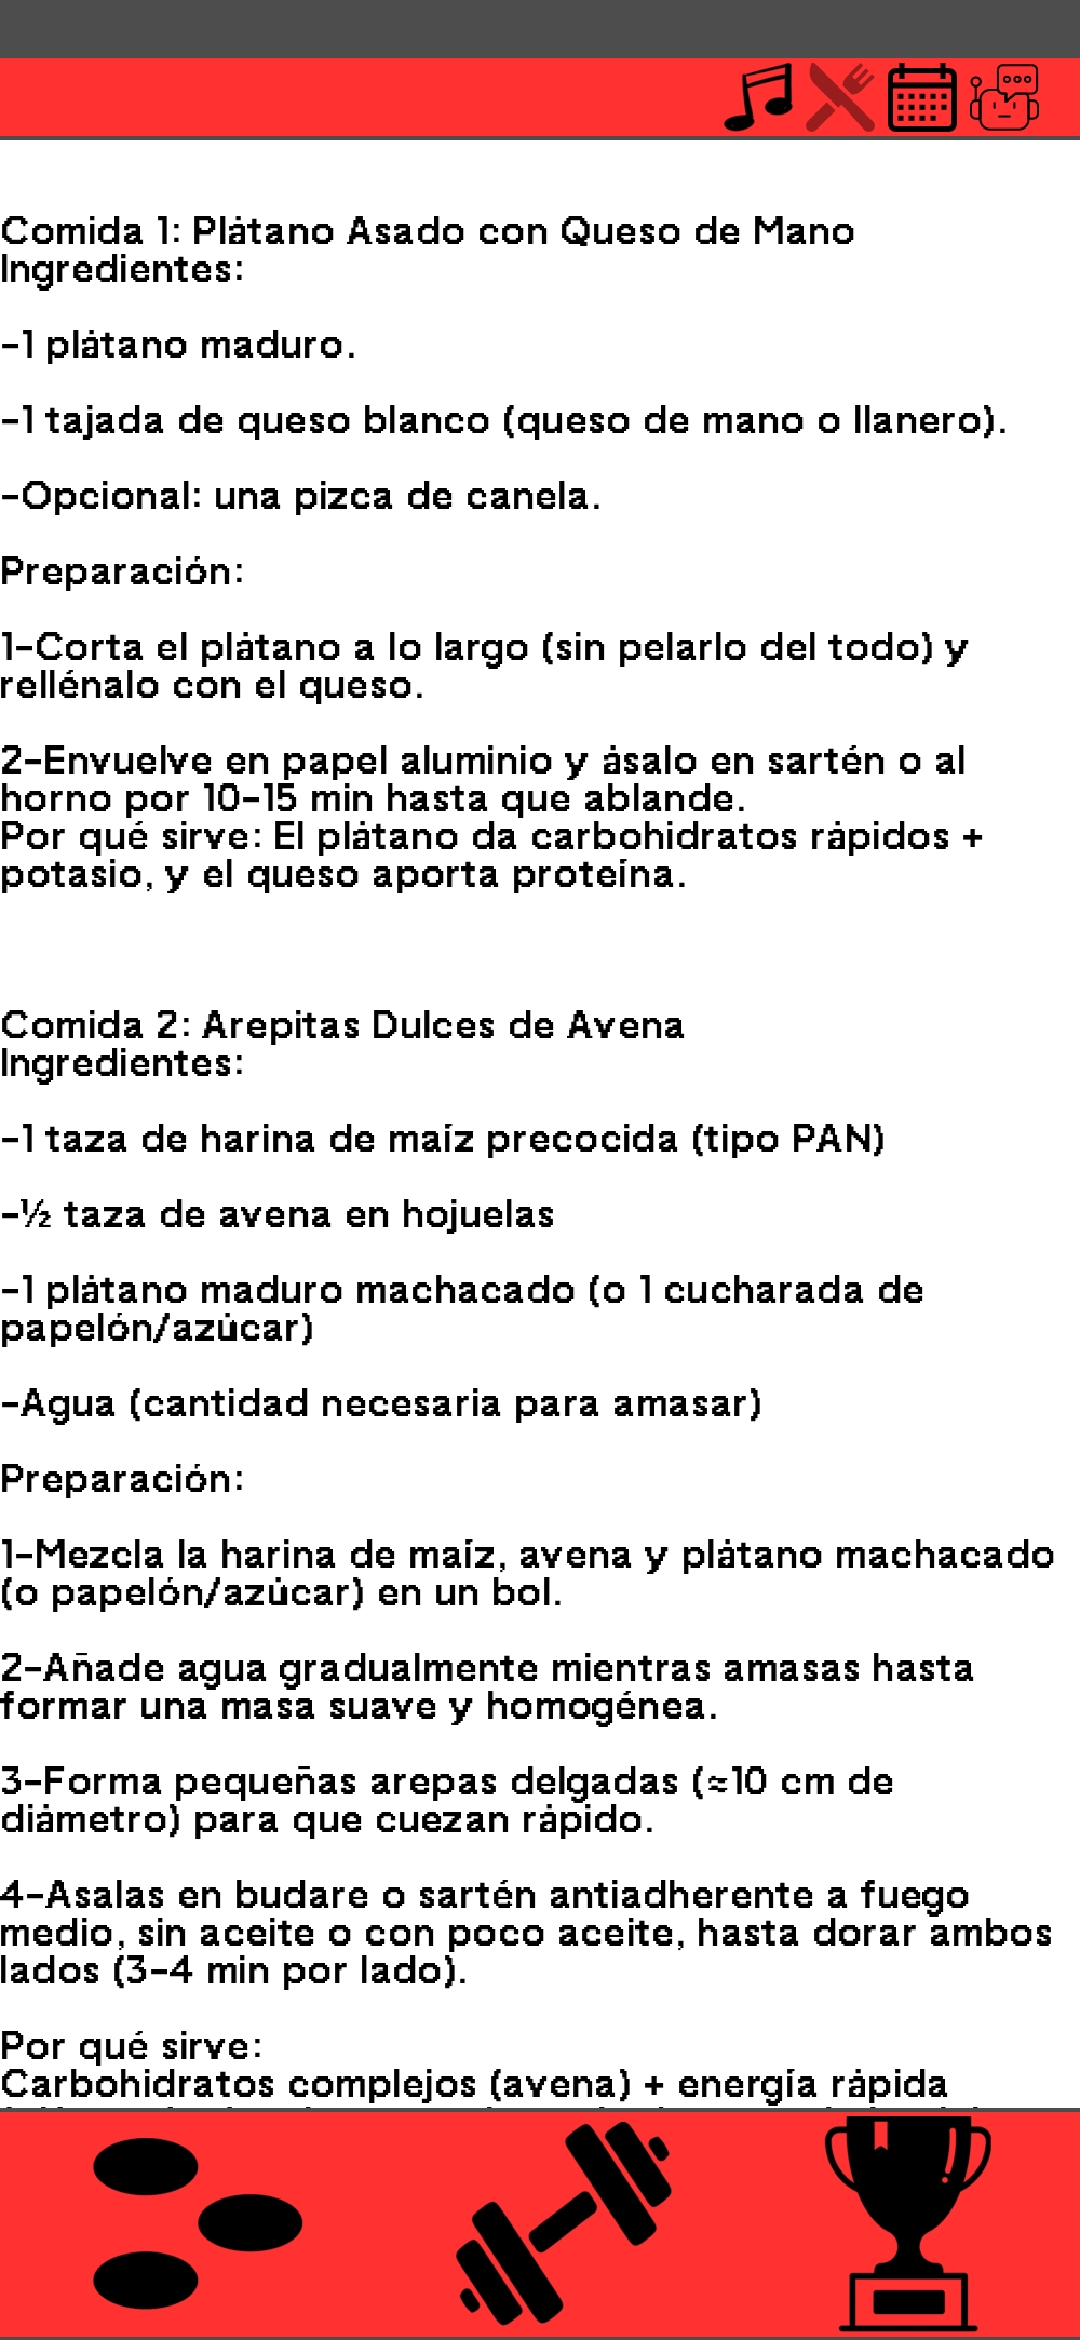 Comida 1: Plátano Asado con Queso de Mano
Ingredientes:
-1 plátano maduro.
-1 tajada de queso blanco (queso de mano o llanero).
-Opcional: una pizca de canela.
Preparación:
1-Corta el plátano a lo largo (sin pelarlo del todo) y
rellénalo con el queso.
2-Envuelve en papel aluminio y ásalo en sartén o al
horno por 10-15 min hasta que ablande.
Por qué sirve: El plátano da carbohidratos rápidos +
potasio, y el queso aporta proteína.
Comida 2: Arepitas Dulces de Avena
Ingredientes:
-1 taza de harina de maíz precocida (tipo PAN)
-½ taza de avena en hojuelas
-1 plátano maduro machacado (o 1 cucharada de
papelón/azúcar)
-Agua (cantidad necesaria para amasar)
Preparación:
1-Mezcla la harina de maíz, avena y plátano machacado
(o papelón/azúcar) en un bol.
2-Añade agua gradualmente mientras amasas hasta
formar una masa suave y homogénea.
3-Forma pequeñas arepas delgadas (≈10 cm de
diámetro) para que cuezan rápido.
4-Asalas en budare o sartén antiadherente a fuego
medio, sin aceite o con poco aceite, hasta dorar ambos
lados (3-4 min por lado).
Por qué sirve:
Carbohidratos complejos (avena) + energía rápida